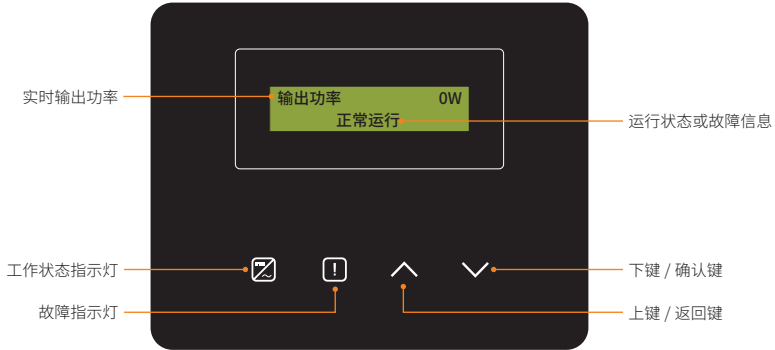 实时输出功率
输出功率 0W
正常运行
运行状态或故障信息
工作状态指示灯
下键 / 确认键
故障指示灯
上键 / 返回键